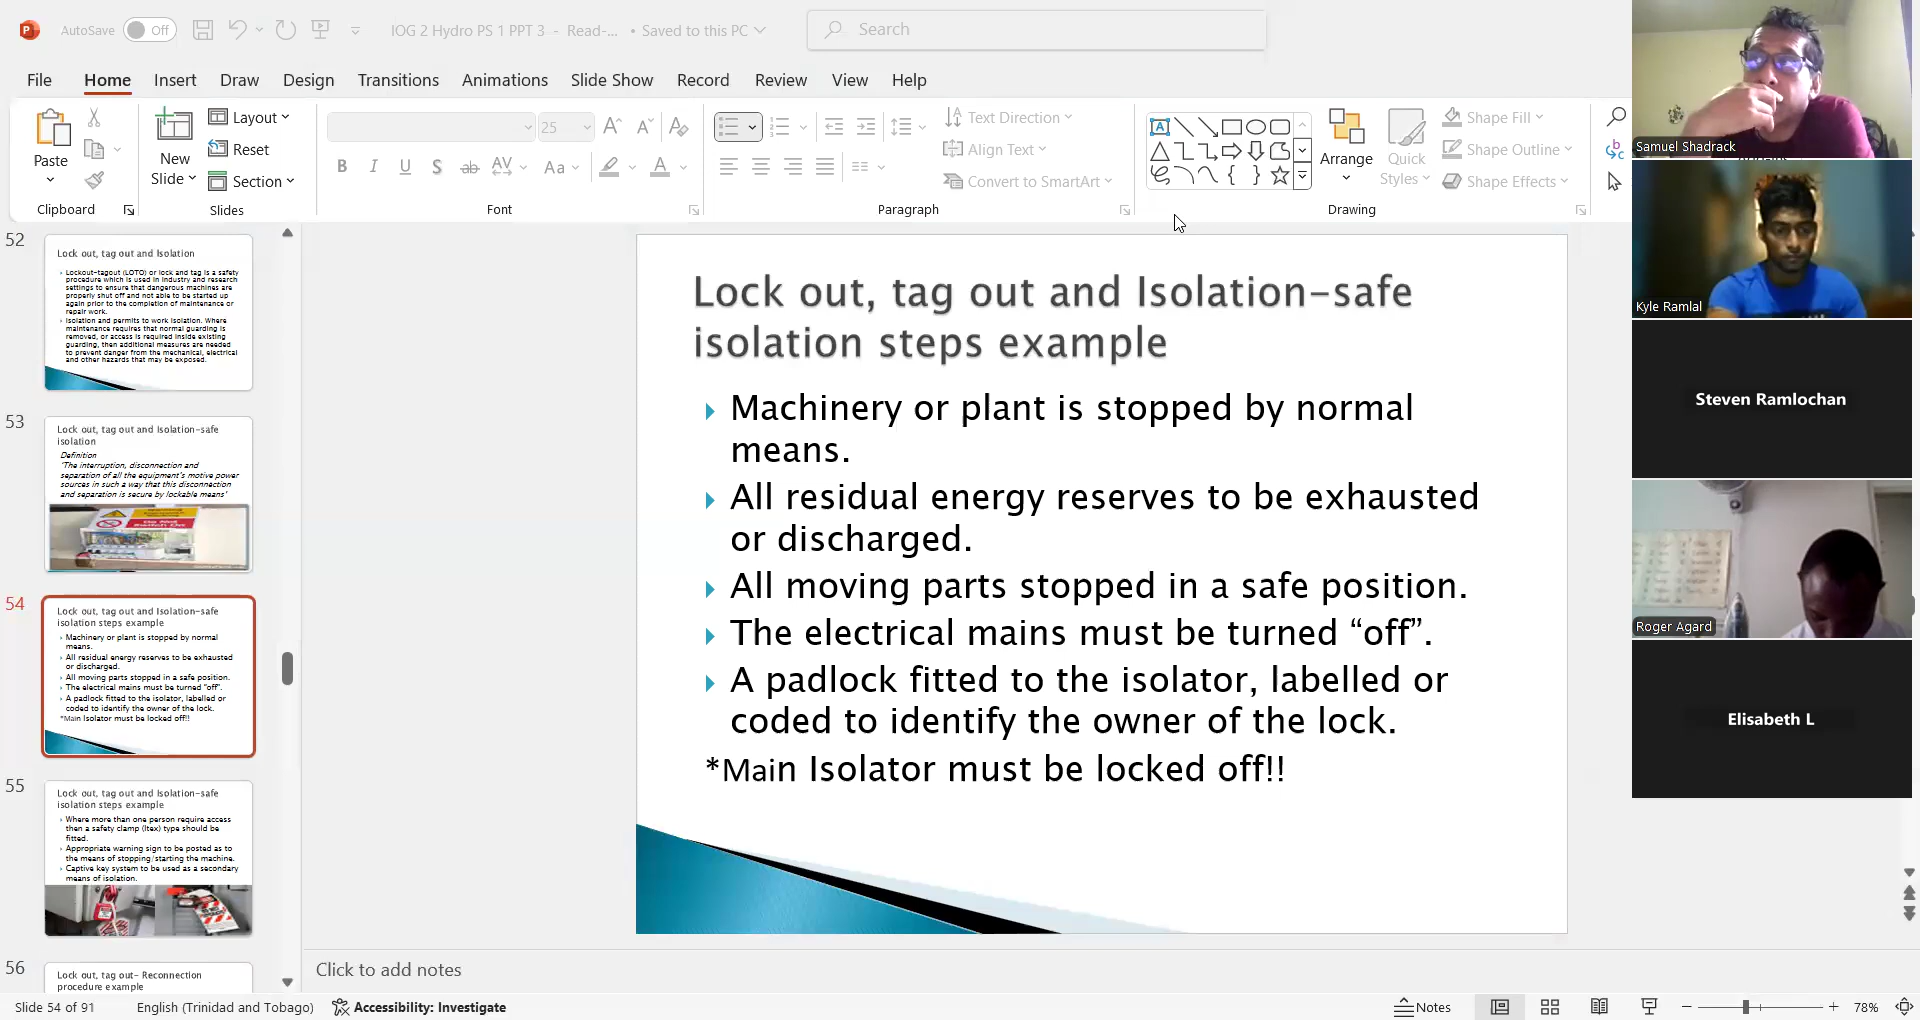 AutoSave Off IOG 2 Hydro PS 1 PPT 3 - Read-... • Saved to this PC Search
File Home Insert Draw Design Transitions Animations Slide Show Record Review View Help
Paste
New
Slide
Layout
Reset
Section
25
Text Direction
Align Text
Convert to SmartArt
Arrange
Quick
Styles
Shape Fill
Shape Outline
Shape Effects
Clipboard Slides Font Paragraph Drawing
52
Lock out, tag out and Isolation
Lockout-tagout (LOTO) or lock and tag is a safety
procedure which is used in industry and research
settings to ensure that dangerous machines are
properly shut off and not able to be started up
again prior to the completion of maintenance or
repair work.
Isolation and permits to work Isolation. Where
maintenance requires that normal guarding is
removed, or access is required inside existing
guarding, then additional measures are needed
to prevent danger from the mechanical, electrical
and other hazards that may be exposed.
53
Lock out, tag out and Isolation-safe
isolation
Definition
'The interruption, disconnection and
separation of all the equipment's motive power
sources in such a way that this disconnection
and separation is secure by lockable means'
54
Lock out, tag out and Isolation-safe
isolation steps example
Machinery or plant is stopped by normal
means.
All residual energy reserves to be exhausted
or discharged.
All moving parts stopped in a safe position.
The electrical mains must be turned "off".
A padlock fitted to the isolator, labelled or
coded to identify the owner of the lock.
*Main Isolator must be locked off!!
55
Lock out, tag out and Isolation-safe
isolation steps example
Where more than one person require access
then a safety clamp (Itex) type should be
fitted.
Appropriate warning sign to be posted as to
the means of stopping/starting the machine.
Captive key system to be used as a secondary
means of isolation.
56
Lock out, tag out- Reconnection
procedure example
Lock out, tag out and Isolation-safe
isolation steps example
Machinery or plant is stopped by normal
means.
All residual energy reserves to be exhausted
or discharged.
All moving parts stopped in a safe position.
The electrical mains must be turned “off”.
A padlock fitted to the isolator, labelled or
coded to identify the owner of the lock.
*Main Isolator must be locked off!!
Samuel Shadrack
Kyle Ramlal
Steven Ramlochan
Roger Agard
Elisabeth L
Click to add notes
Slide 54 of 91 English (Trinidad and Tobago) Accessibility: Investigate Notes 78%